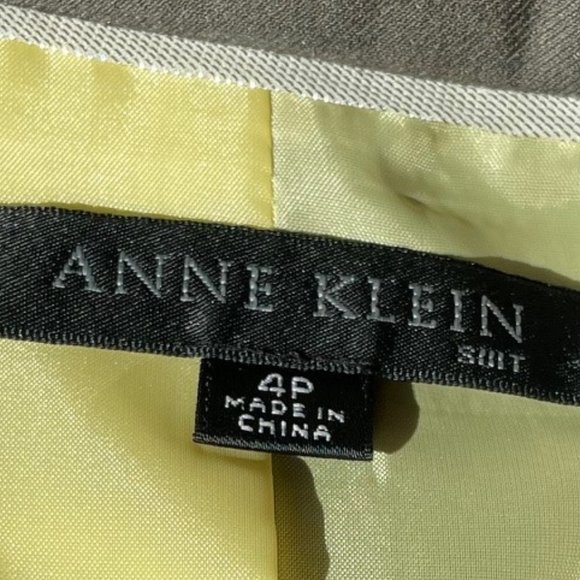 ANNE KLEIN
SUIT
4P
MADE IN
CHINA